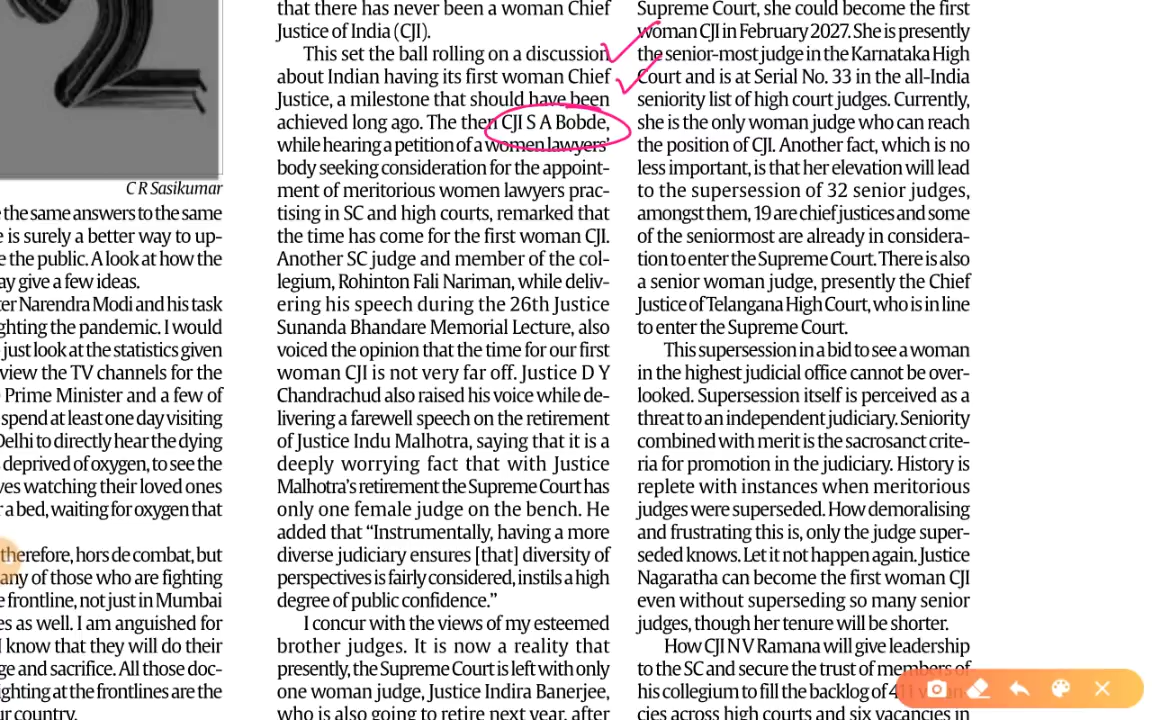 C R Sasikumar
the same answers to the same
e is surely a better way to up-
e the public. A look at how the
ay give a few ideas.
ter Narendra Modi and his task
ghting the pandemic. I would
just look at the statistics given
view the TV channels for the
Prime Minister and a few of
spend at least one day visiting
Delhi to directly hear the dying
deprived of oxygen, to see the
ves watching their loved ones
r a bed, waiting for oxygen that
therefore, hors de combat, but
any of those who are fighting
e frontline, not just in Mumbai
es as well. I am anguished for
I know that they will do their
ge and sacrifice. All those doc-
ighting at the frontlines are the
ur country.
that there has never been a woman Chief
Justice of India (CJI).
This set the ball rolling on a discussion
about Indian having its first woman Chief
Justice, a milestone that should have been
achieved long ago. The then CJI S A Bobde,
while hearing a petition of a women lawyers'
body seeking consideration for the appoint-
ment of meritorious women lawyers prac-
tising in SC and high courts, remarked that
the time has come for the first woman CJI.
Another SC judge and member of the col-
legium, Rohinton Fali Nariman, while deliv-
ering his speech during the 26th Justice
Sunanda Bhandare Memorial Lecture, also
voiced the opinion that the time for our first
woman CJI is not very far off. Justice D Y
Chandrachud also raised his voice while de-
livering a farewell speech on the retirement
of Justice Indu Malhotra, saying that it is a
deeply worrying fact that with Justice
Malhotra's retirement the Supreme Court has
only one female judge on the bench. He
added that “Instrumentally, having a more
diverse judiciary ensures [that] diversity of
perspectives is fairly considered, instils a high
degree of public confidence.”
I concur with the views of my esteemed
brother judges. It is now a reality that
presently, the Supreme Court is left with only
one woman judge, Justice Indira Banerjee,
who is also going to retire next year, after
Supreme Court, she could become the first
woman CJI in February 2027. She is presently
the senior-most judge in the Karnataka High
Court and is at Serial No. 33 in the all-India
seniority list of high court judges. Currently,
she is the only woman judge who can reach
the position of CJI. Another fact, which is no
less important, is that her elevation will lead
to the supersession of 32 senior judges,
amongst them, 19 are chief justices and some
of the seniormost are already in considera-
tion to enter the Supreme Court. There is also
a senior woman judge, presently the Chief
Justice of Telangana High Court, who is in line
to enter the Supreme Court.
This supersession in a bid to see a woman
in the highest judicial office cannot be over-
looked. Supersession itself is perceived as a
threat to an independent judiciary. Seniority
combined with merit is the sacrosanct crite-
ria for promotion in the judiciary. History is
replete with instances when meritorious
judges were superseded. How demoralising
and frustrating this is, only the judge super-
seded knows. Let it not happen again. Justice
Nagaratha can become the first woman CJI
even without superseding so many senior
judges, though her tenure will be shorter.
How CJI N V Ramana will give leadership
to the SC and secure the trust of members of
his collegium to fill the backlog of
cies across high courts and six vacancies in